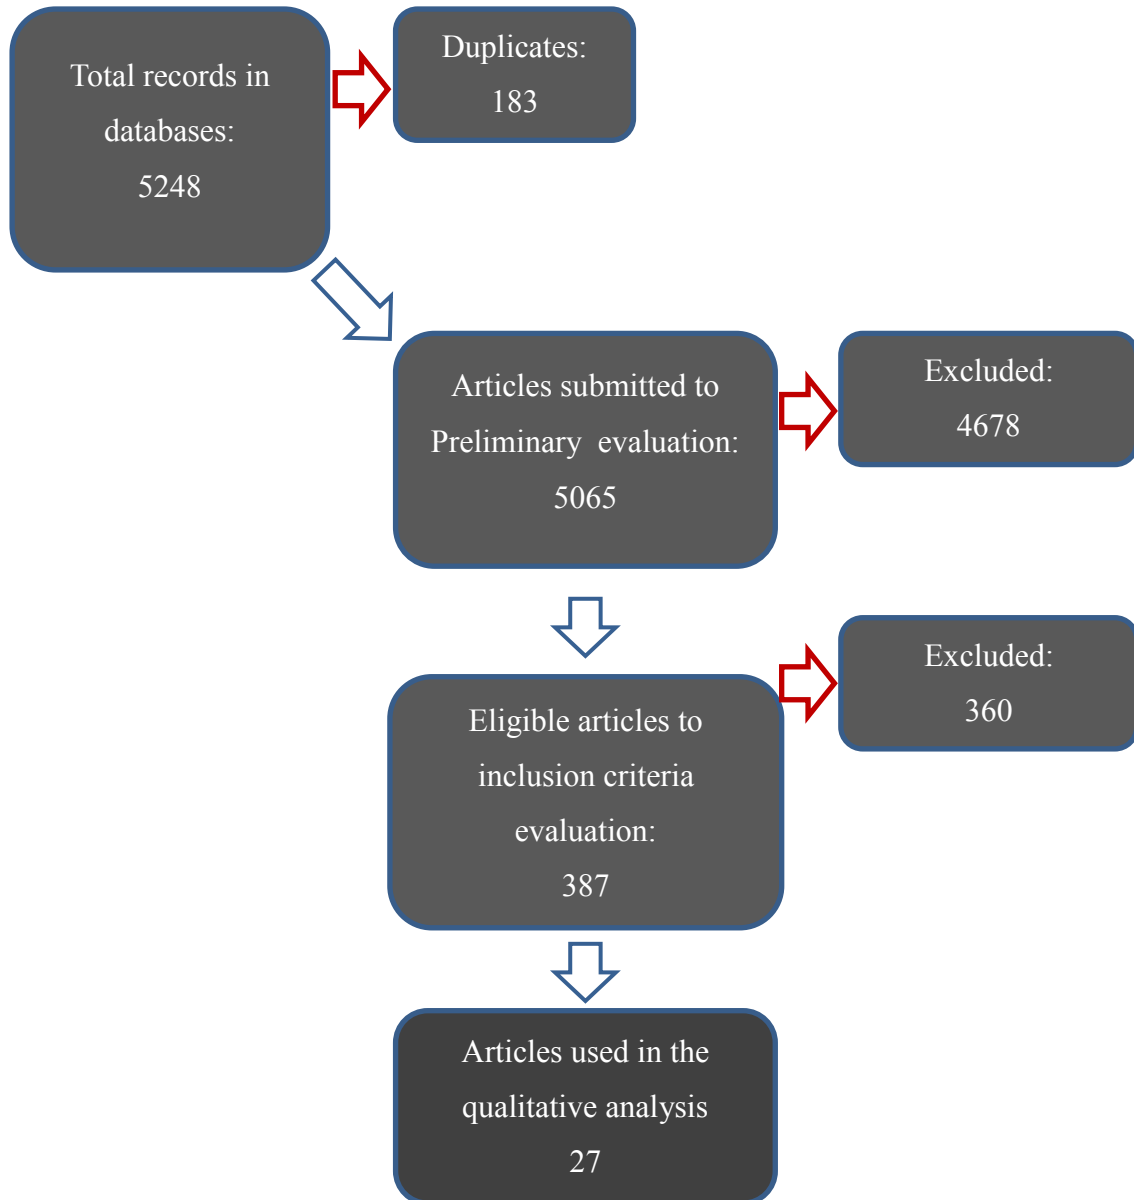 Total records in
databases:
5248
Duplicates:
183
Articles submitted to
Preliminary  evaluation:
5065
Excluded:
4678
Eligible articles to
inclusion criteria
evaluation:
387
Excluded:
360
Articles used in the
qualitative analysis
27